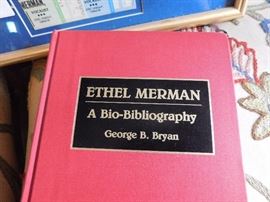 ETHEL MERMAN
A Bio-Bibliography
George B. Bryan